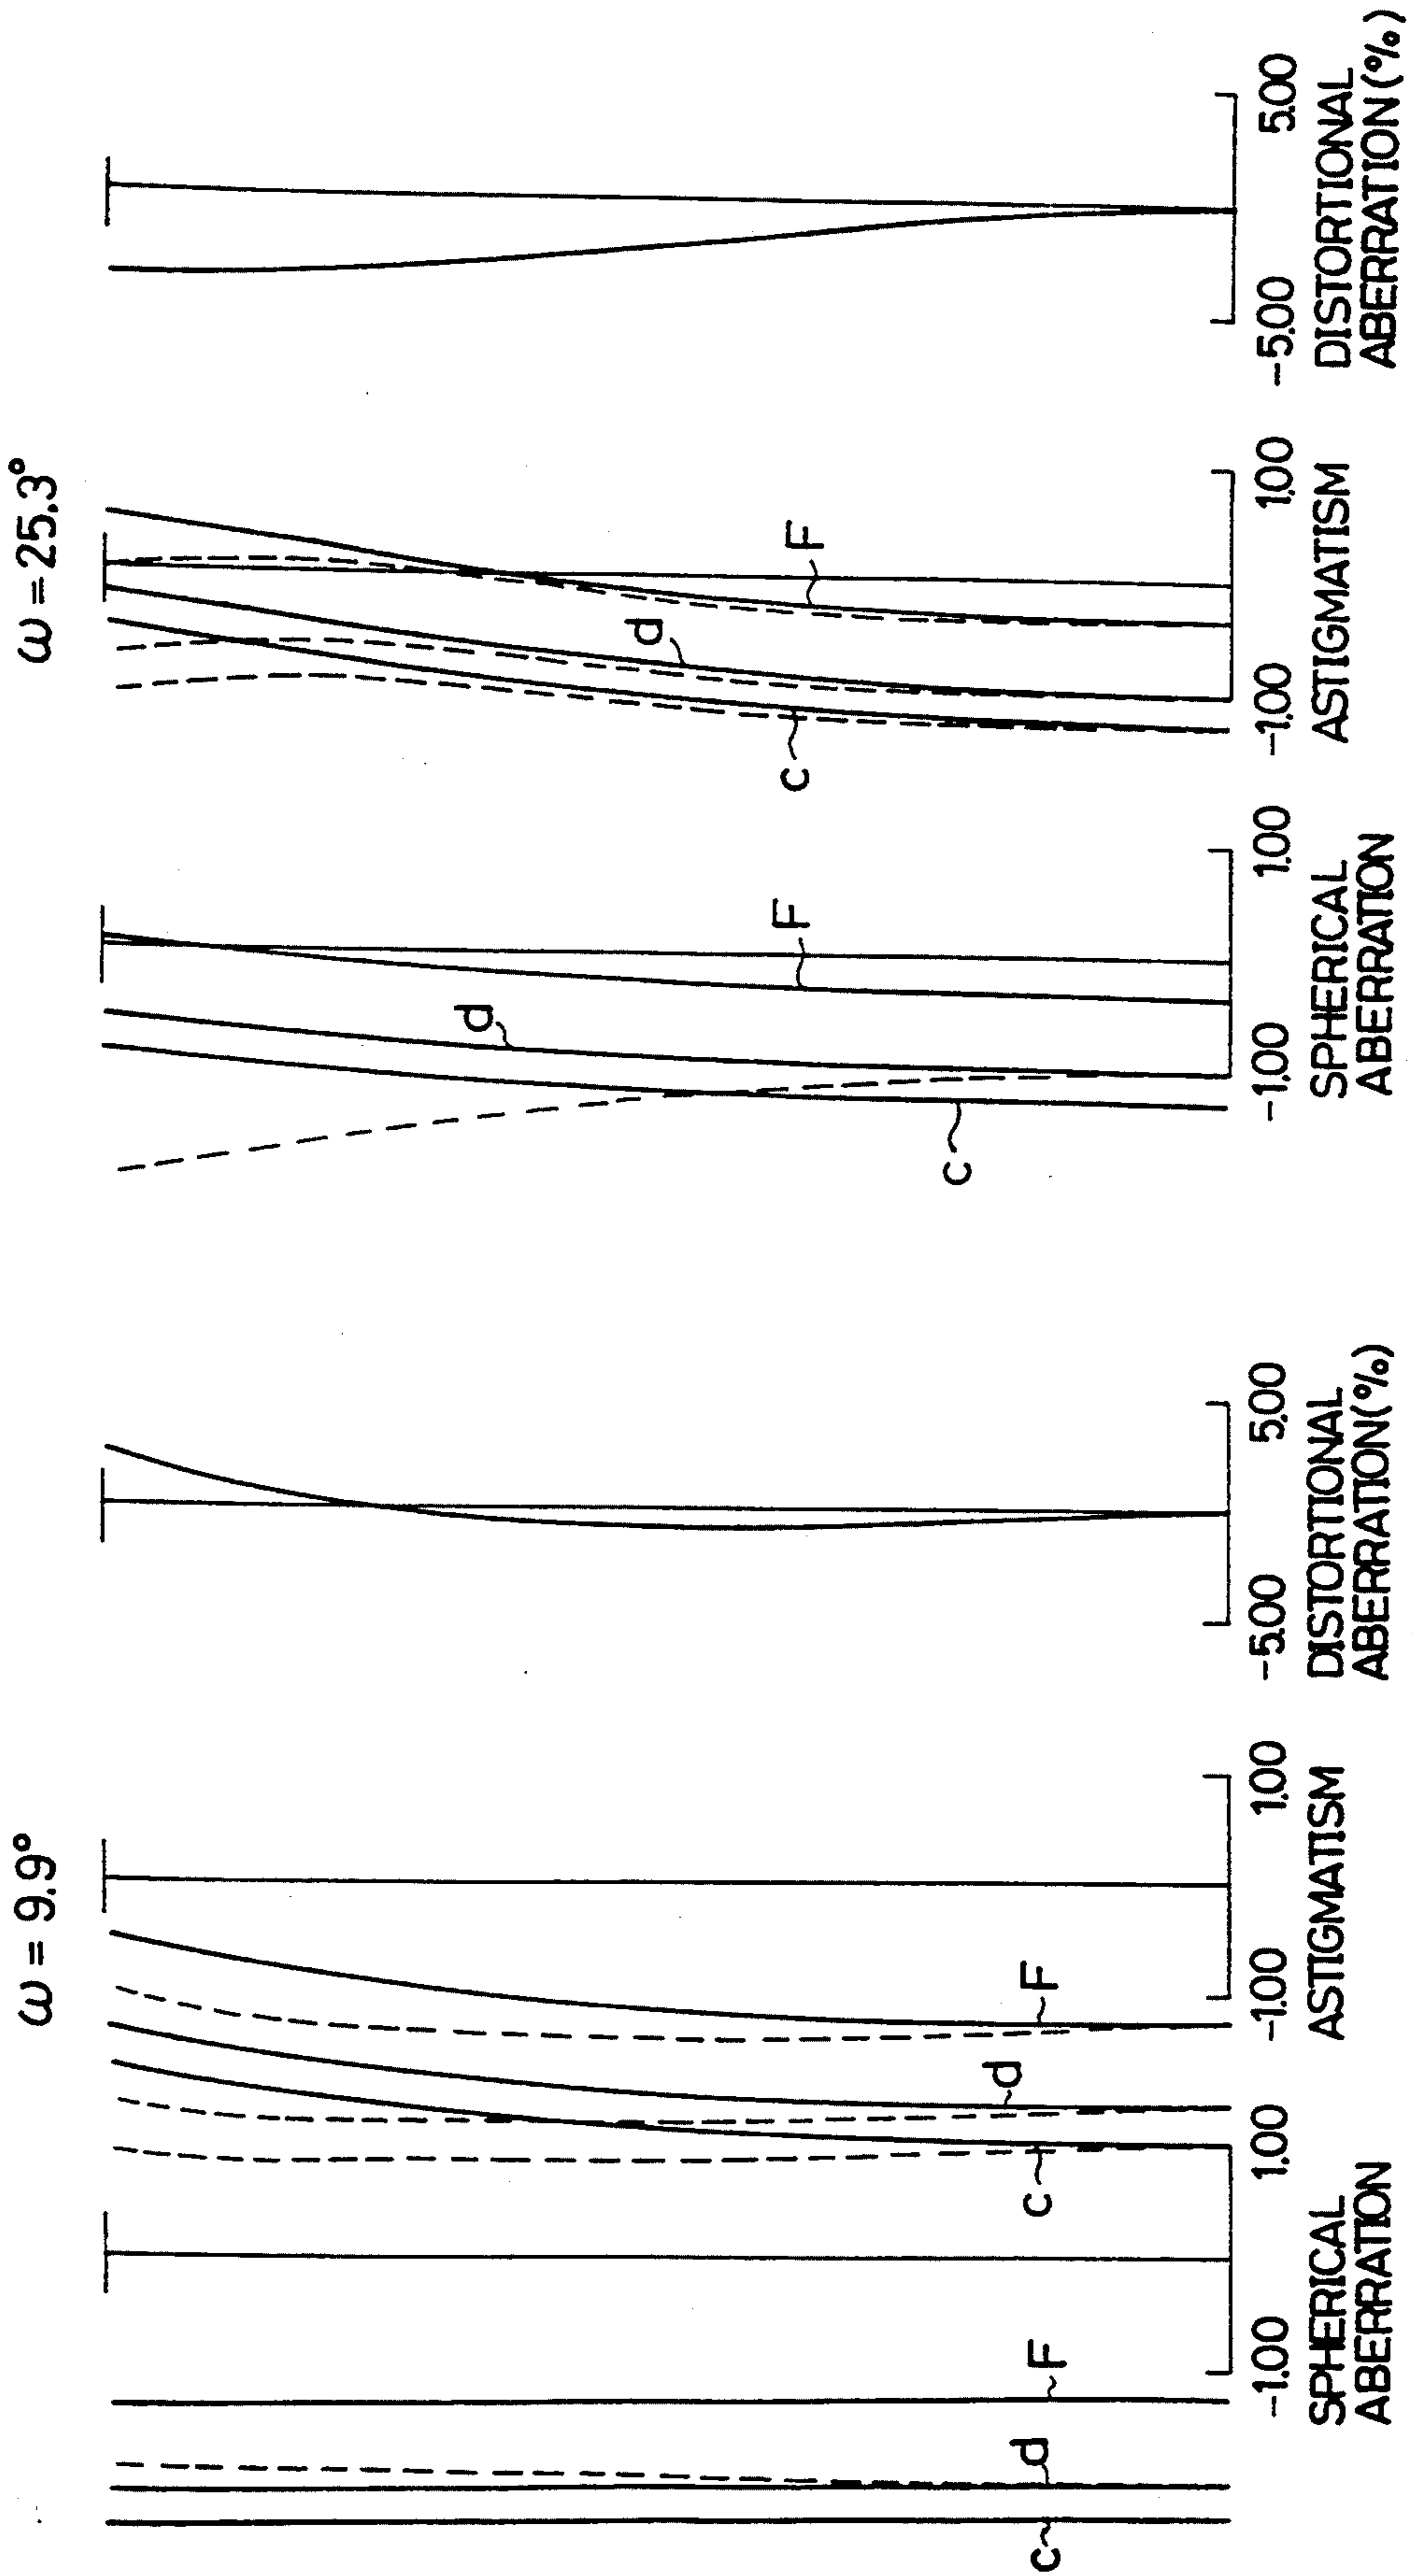 ω = 9.9°
c
d
F
-1.00
1.00
SPHERICAL
ABERRATION
c
d
F
-1.00
1.00
ASTIGMATISM
-5.00
5.00
DISTORTIONAL
ABERRATION(%)
ω = 25.3°
c
d
F
-1.00
1.00
SPHERICAL
ABERRATION
c
d
F
-1.00
1.00
ASTIGMATISM
-5.00
5.00
DISTORTIONAL
ABERRATION(%)